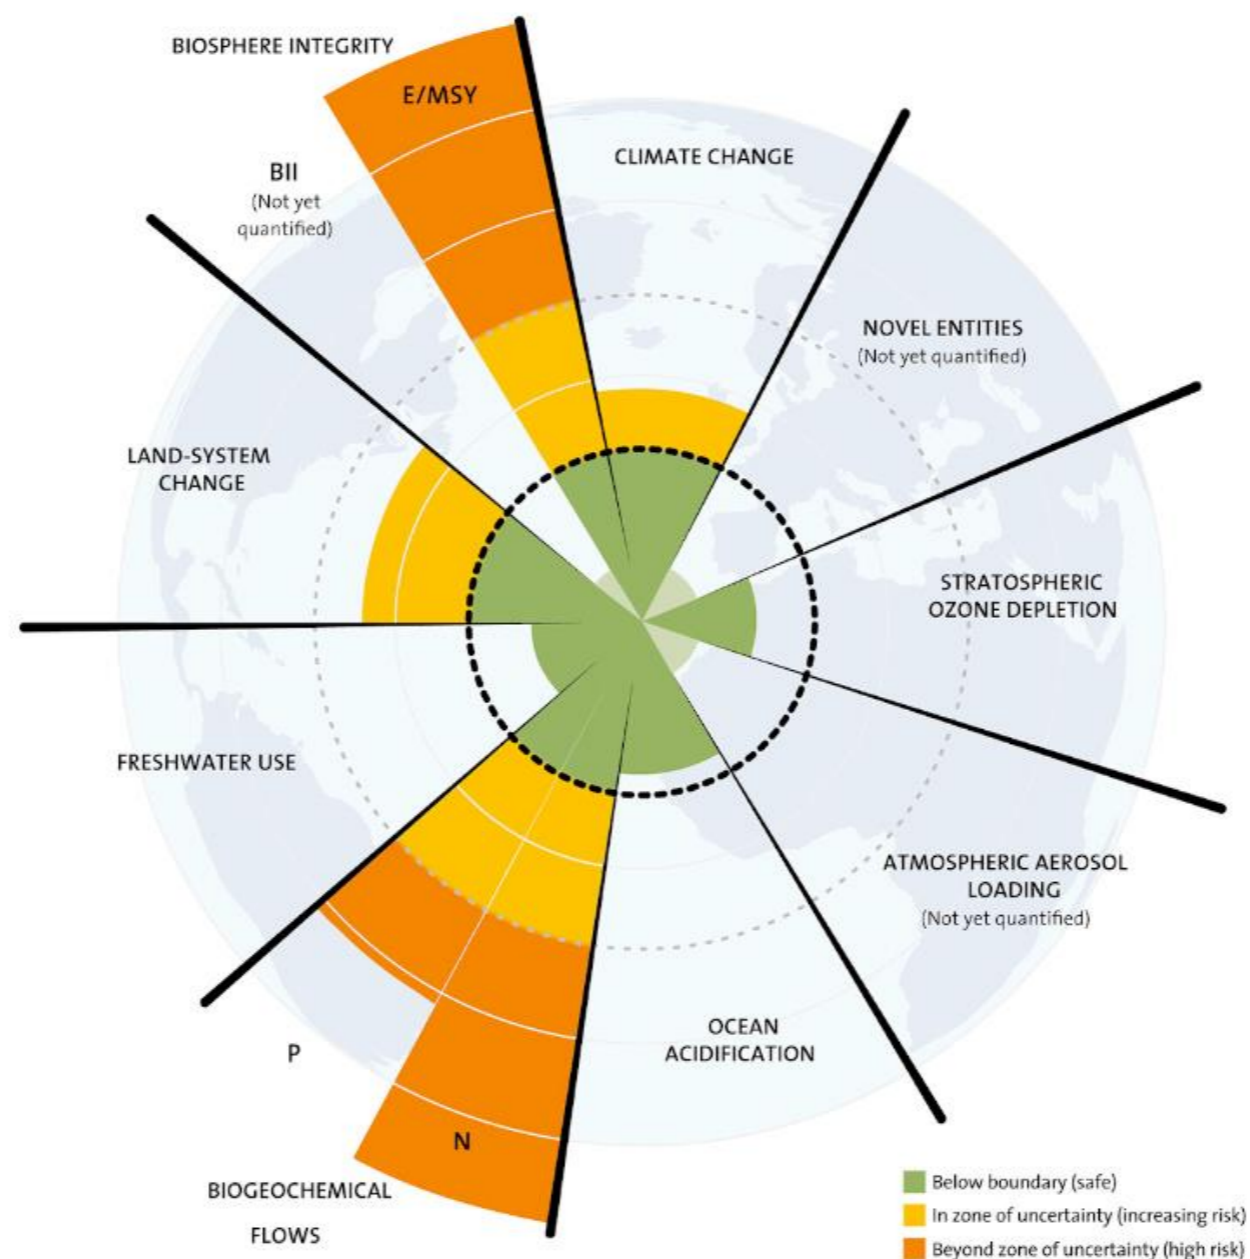 BIOSPHERE INTEGRITY
E/MSY
BII
(Not yet
quantified)
CLIMATE CHANGE
NOVEL ENTITIES
(Not yet quantified)
LAND-SYSTEM
CHANGE
STRATOSPHERIC
OZONE DEPLETION
FRESHWATER USE
ATMOSPHERIC AEROSOL
LOADING
(Not yet quantified)
OCEAN
ACIDIFICATION
P
N
BIOGEOCHEMICAL
FLOWS
Below boundary (safe)
In zone of uncertainty (increasing risk)
Beyond zone of uncertainty (high risk)